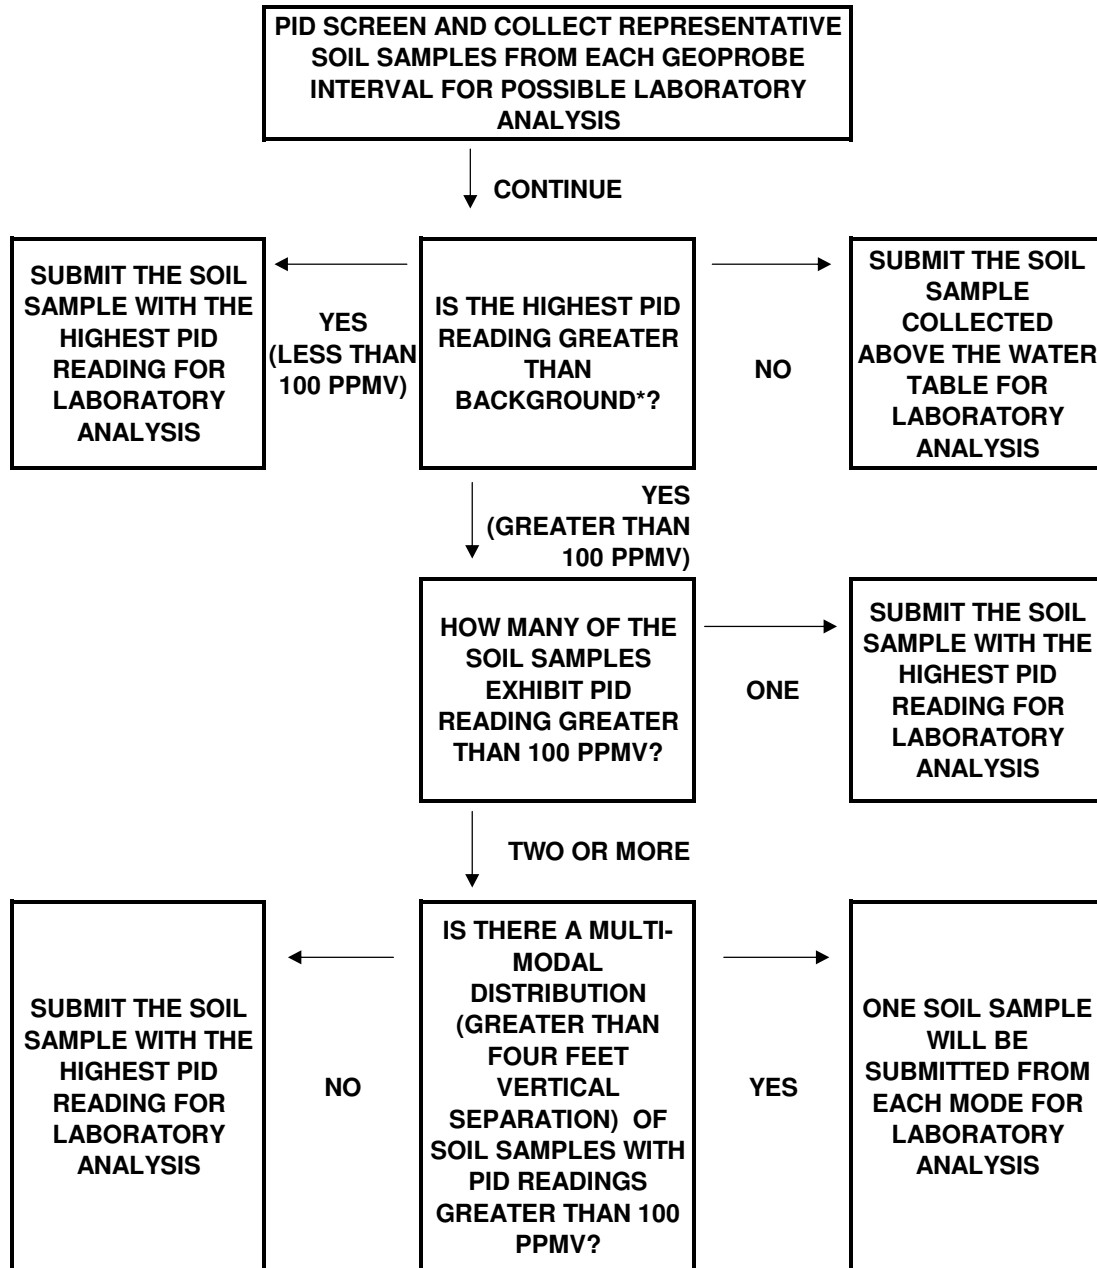 PID SCREEN AND COLLECT REPRESENTATIVE
SOIL SAMPLES FROM EACH GEOPROBE
INTERVAL FOR POSSIBLE LABORATORY
ANALYSIS
CONTINUE
SUBMIT THE SOIL
SAMPLE WITH THE
HIGHEST PID
READING FOR
LABORATORY
ANALYSIS
YES
(LESS THAN
100 PPMV)
IS THE HIGHEST PID
READING GREATER
THAN
BACKGROUND*?
NO
SUBMIT THE SOIL
SAMPLE
COLLECTED
ABOVE THE WATER
TABLE FOR
LABORATORY
ANALYSIS
YES
(GREATER THAN
100 PPMV)
HOW MANY OF THE
SOIL SAMPLES
EXHIBIT PID
READING GREATER
THAN 100 PPMV?
ONE
SUBMIT THE SOIL
SAMPLE WITH THE
HIGHEST PID
READING FOR
LABORATORY
ANALYSIS
TWO OR MORE
SUBMIT THE SOIL
SAMPLE WITH THE
HIGHEST PID
READING FOR
LABORATORY
ANALYSIS
NO
IS THERE A MULTI-
MODAL
DISTRIBUTION
(GREATER THAN
FOUR FEET
VERTICAL
SEPARATION) OF
SOIL SAMPLES WITH
PID READINGS
GREATER THAN 100
PPMV?
YES
ONE SOIL SAMPLE
WILL BE
SUBMITTED FROM
EACH MODE FOR
LABORATORY
ANALYSIS